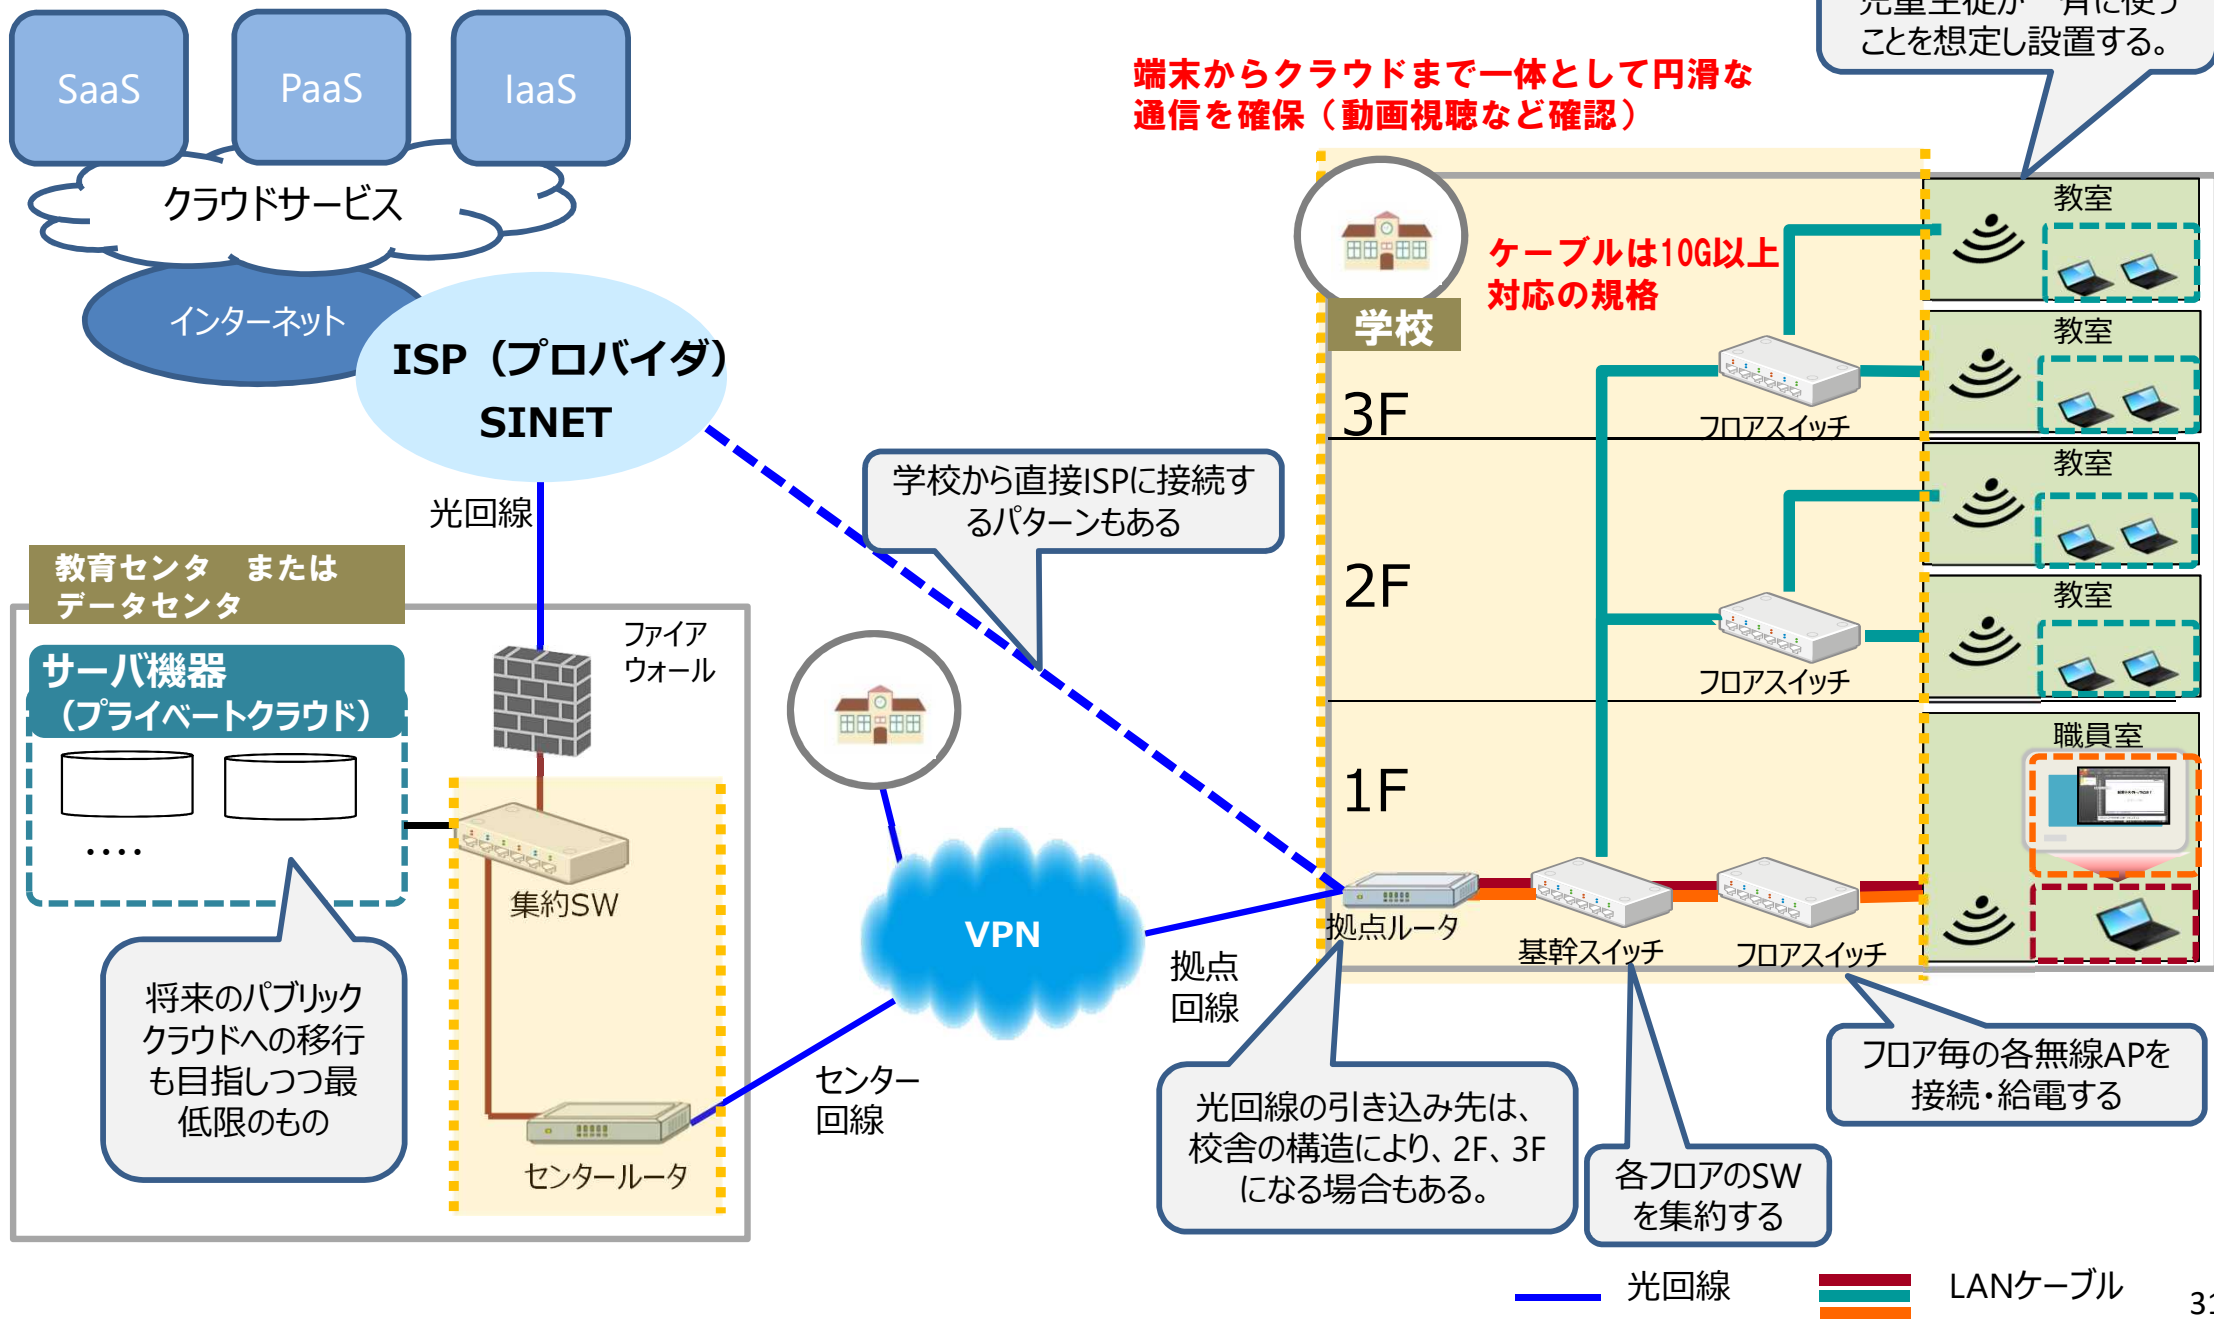 SaaS
PaaS
IaaS
クラウドサービス
インターネット
ISP（プロバイダ）
SINET
光回線
児童生徒が一斉に使う
ことを想定し設置する。
端末からクラウドまで一体として円滑な
通信を確保（動画視聴など確認）
ケーブルは10G以上
対応の規格
学校
3F
2F
1F
教室
教室
教室
教室
職員室
フロアスイッチ
フロアスイッチ
学校から直接ISPに接続す
るパターンもある
教育センタ　または
データセンタ
サーバ機器
（プライベートクラウド）
‥‥
ファイア
ウォール
集約SW
センタールータ
将来のパブリック
クラウドへの移行
も目指しつつ最
低限のもの
VPN
センター
回線
拠点
回線
拠点ルータ
基幹スイッチ
フロアスイッチ
光回線の引き込み先は、
校舎の構造により、2F、3F
になる場合もある。
各フロアのSW
を集約する
フロア毎の各無線APを
接続・給電する
光回線
LANケーブル
31